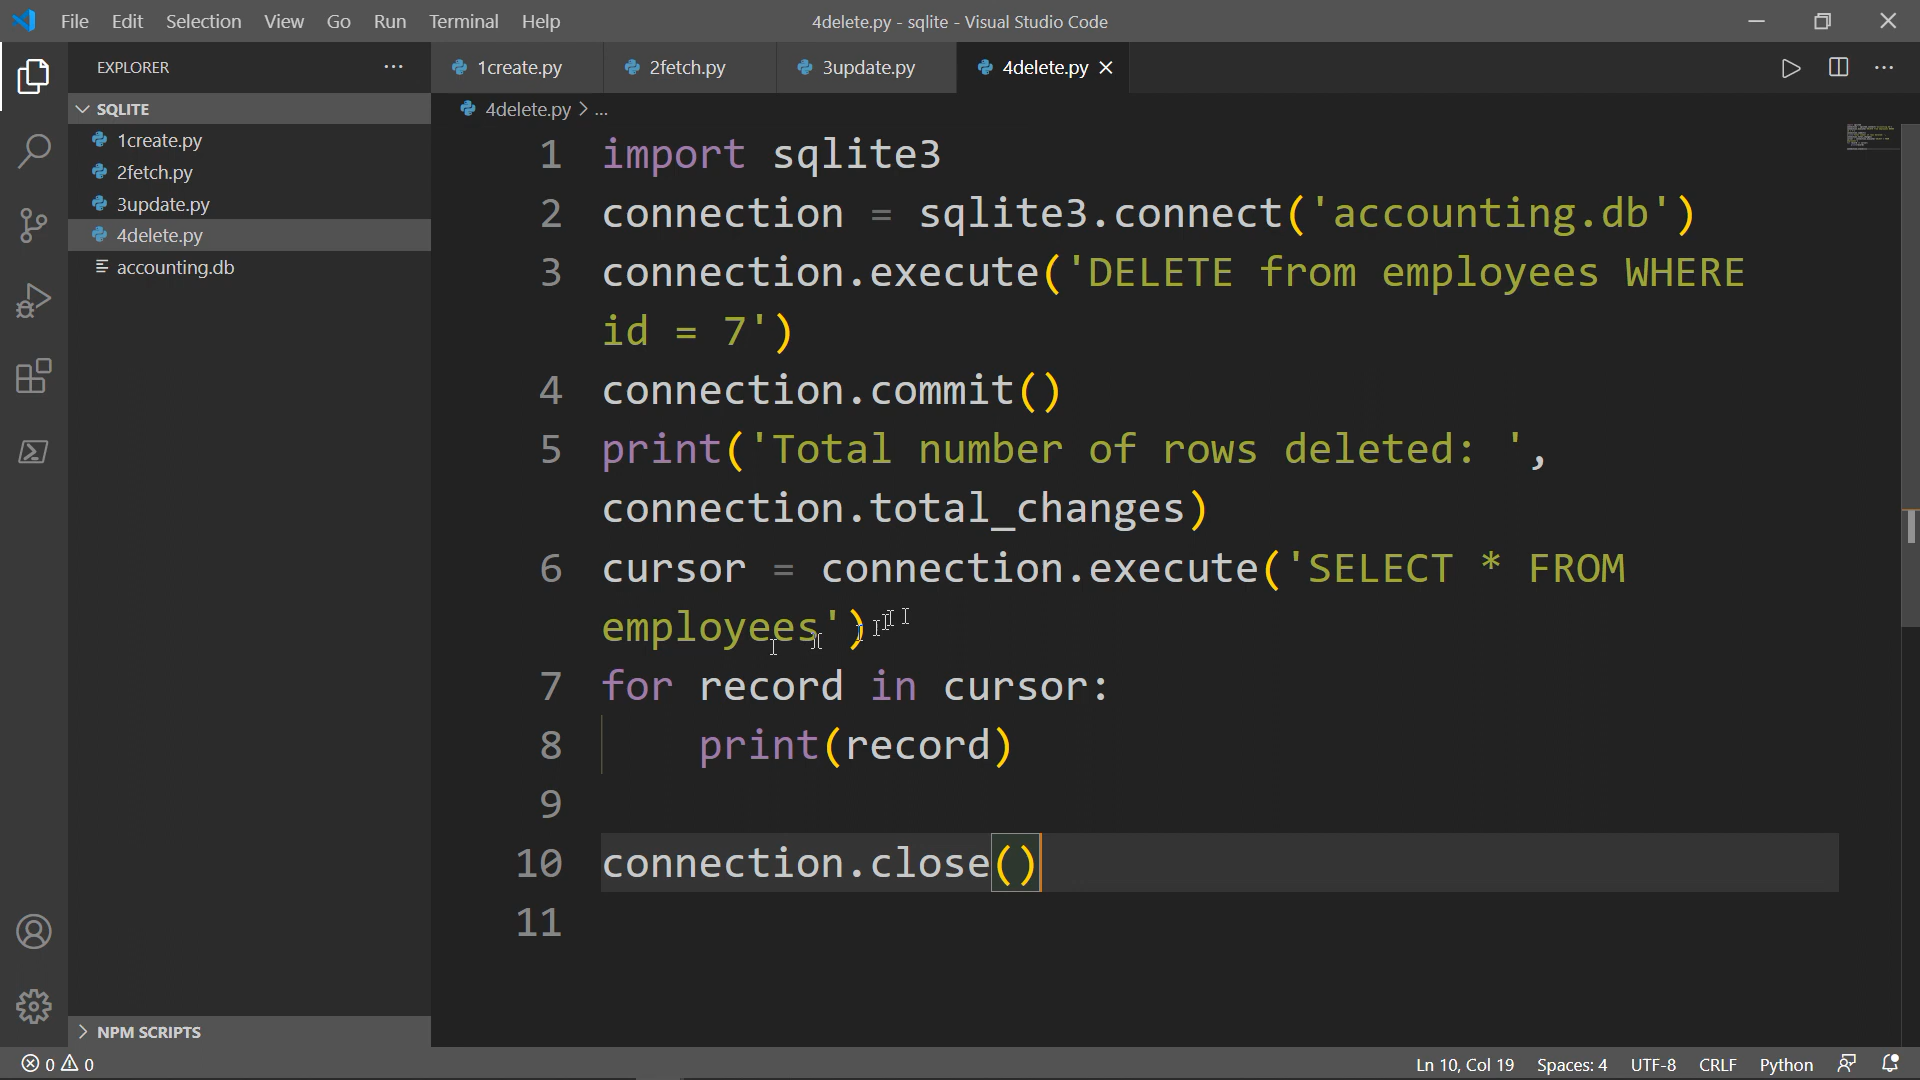 File Edit Selection View Go Run Terminal Help
4delete.py - sqlite - Visual Studio Code
EXPLORER ...
1create.py 2fetch.py 3update.py 4delete.py
SQLITE
1create.py
2fetch.py
3update.py
4delete.py
accounting.db
4delete.py > ...
1 import sqlite3
2 connection = sqlite3.connect('accounting.db')
3 connection.execute('DELETE from employees WHERE
id = 7')
4 connection.commit()
5 print('Total number of rows deleted: ',
connection.total_changes)
6 cursor = connection.execute('SELECT * FROM
employees')
7 for record in cursor:
8 print(record)
9
10 connection.close()
11
NPM SCRIPTS
0 0
Ln 10, Col 19 Spaces: 4 UTF-8 CRLF Python